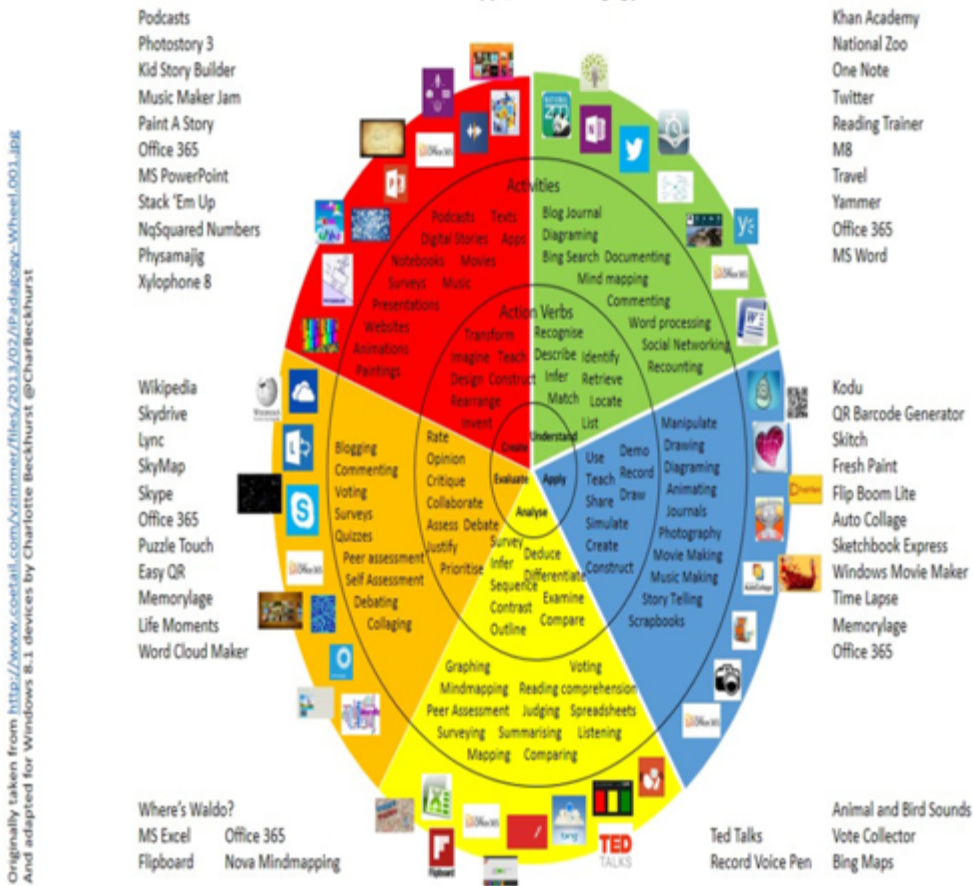 Originally taken from http://www.coetail.com/vzimmer/files/2013/02/iPadagogy-Wheel.001.jpg
And adapted for Windows 8.1 devices by Charlotte Beckhurst @CharBeckhurst
Podcasts
Photostory 3
Kid Story Builder
Music Maker Jam
Paint A Story
Office 365
MS PowerPoint
Stack 'Em Up
NqSquared Numbers
Physamajig
Xylophone 8
Khan Academy
National Zoo
One Note
Twitter
Reading Trainer
M8
Travel
Yammer
Office 365
MS Word
Wikipedia
Skydrive
Lync
SkyMap
Skype
Office 365
Puzzle Touch
Easy QR
Memorylage
Life Moments
Word Cloud Maker
Kodu
QR Barcode Generator
Skitch
Fresh Paint
Flip Boom Lite
Auto Collage
Sketchbook Express
Windows Movie Maker
Time Lapse
Memorylage
Office 365
Where's Waldo?
MS Excel Office 365
Flipboard Nova Mindmapping
Ted Talks
Record Voice Pen
Animal and Bird Sounds
Vote Collector
Bing Maps
Activities
Action Verbs
Podcasts Texts
Digital Stories Apps
Notebooks Movies
Surveys Music
Presentations
Websites
Animations
Paintings
Transform
Imagine Teach
Design Construct
Rearrange
Invent
Create
Blog Journal
Diagraming
Bing Search Documenting
Mind mapping
Commenting
Word processing
Social Networking
Recounting
Recognise
Describe Identify
Infer Retrieve
Match Locate
List
Understand
Blogging
Commenting
Voting
Surveys
Quizzes
Peer assessment
Self Assessment
Debating
Collaging
Rate
Opinion
Critique
Collaborate
Assess Debate
Justify
Prioritise
Evaluate
Apply
Use Demo
Teach Record
Share Draw
Simulate
Create
Construct
Manipulate
Drawing
Diagraming
Animating
Journals
Photography
Movie Making
Music Making
Story Telling
Scrapbooks
Analyse
Survey Deduce
Infer Differentiate
Sequence Examine
Contrast Compare
Outline
Graphing Voting
Mindmapping Reading comprehension
Peer Assessment Judging Spreadsheets
Surveying Summarising Listening
Mapping Comparing
Office 365
Office 365
Office 365
Office 365
Office 365
TED
TALKS
Flipboard